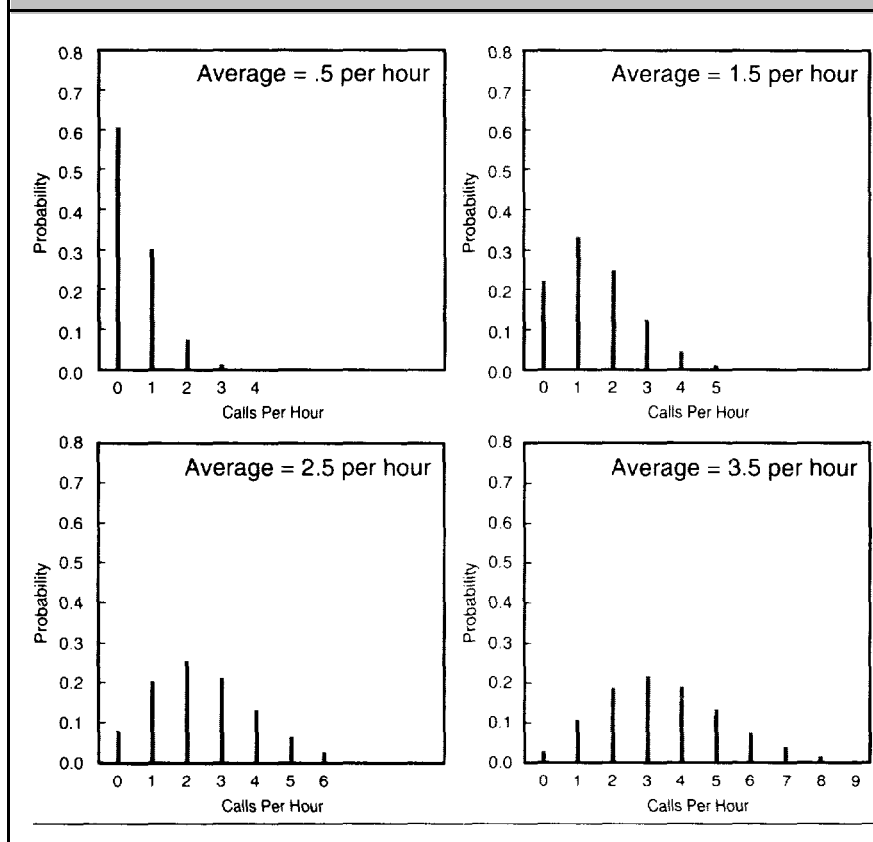 Average = .5 per hour
0.8
0.7
0.6
0.5
0.4
0.3
0.2
0.1
0.0
Probability
0 1 2 3 4
Calls Per Hour
Average = 1.5 per hour
0.8
0.7
0.6
0.5
0.4
0.3
0.2
0.1
0.0
Probability
0 1 2 3 4 5
Calls Per Hour
Average = 2.5 per hour
0.8
0.7
0.6
0.5
0.4
0.3
0.2
0.1
0.0
Probability
0 1 2 3 4 5 6
Calls Per Hour
Average = 3.5 per hour
0.8
0.7
0.6
0.5
0.4
0.3
0.2
0.1
0.0
Probability
0 1 2 3 4 5 6 7 8 9
Calls Per Hour